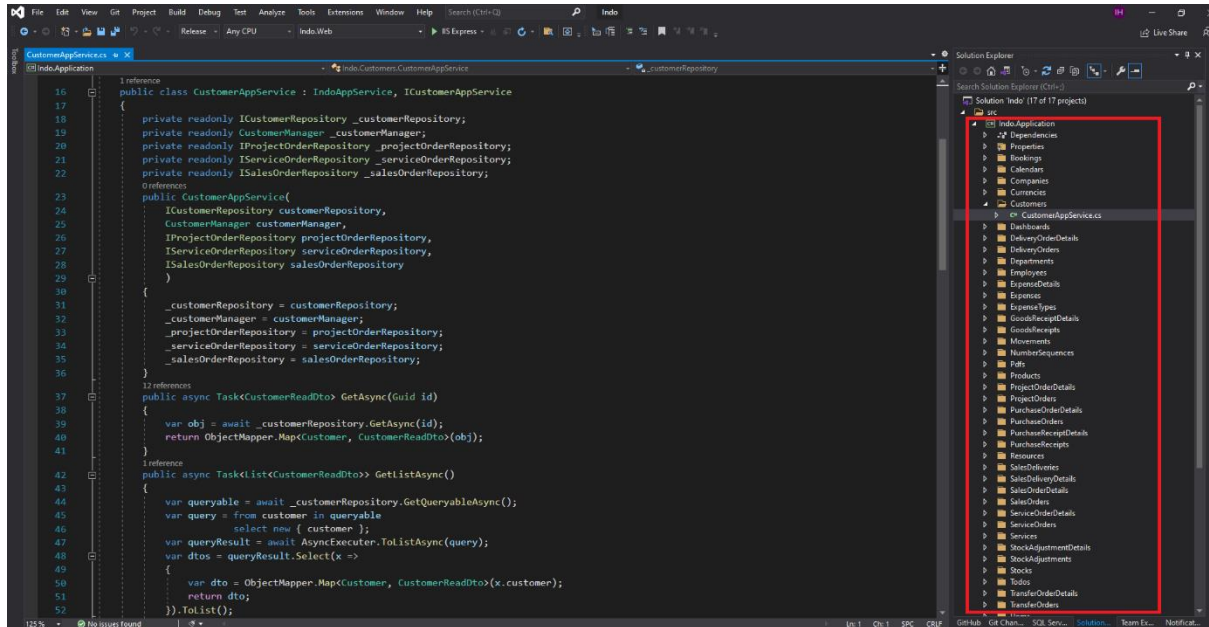 File Edit View Git Project Build Debug Test Analyze Tools Extensions Window Help Search (Ctrl+Q) Indo IH
Release Any CPU Indo.Web IIS Express Live Share
Toolbox
CustomerAppService.cs
Indo.Application Indo.Customers.CustomerAppService _customerRepository
1 reference
16 public class CustomerAppService : IndoAppService, ICustomerAppService
17 {
18 private readonly ICustomerRepository _customerRepository;
19 private readonly CustomerManager _customerManager;
20 private readonly IProjectOrderRepository _projectOrderRepository;
21 private readonly IServiceOrderRepository _serviceOrderRepository;
22 private readonly ISalesOrderRepository _salesOrderRepository;
0 references
23 public CustomerAppService(
24 ICustomerRepository customerRepository,
25 CustomerManager customerManager,
26 IProjectOrderRepository projectOrderRepository,
27 IServiceOrderRepository serviceOrderRepository,
28 ISalesOrderRepository salesOrderRepository
29 )
30 {
31 _customerRepository = customerRepository;
32 _customerManager = customerManager;
33 _projectOrderRepository = projectOrderRepository;
34 _serviceOrderRepository = serviceOrderRepository;
35 _salesOrderRepository = salesOrderRepository;
36 }
12 references
37 public async Task<CustomerReadDto> GetAsync(Guid id)
38 {
39 var obj = await _customerRepository.GetAsync(id);
40 return ObjectMapper.Map<Customer, CustomerReadDto>(obj);
41 }
1 reference
42 public async Task<List<CustomerReadDto>> GetListAsync()
43 {
44 var queryable = await _customerRepository.GetQueryableAsync();
45 var query = from customer in queryable
46 select new { customer };
47 var queryResult = await AsyncExecuter.ToListAsync(query);
48 var dtos = queryResult.Select(x =>
49 {
50 var dto = ObjectMapper.Map<Customer, CustomerReadDto>(x.customer);
51 return dto;
52 }).ToList();
125 % No issues found Ln: 1 Ch: 1 SPC CRLF
Solution Explorer
Search Solution Explorer (Ctrl+;)
Solution 'Indo' (17 of 17 projects)
src
Indo.Application
Dependencies
Properties
Bookings
Calendars
Companies
Currencies
Customers
C# CustomerAppService.cs
Dashboards
DeliveryOrderDetails
DeliveryOrders
Departments
Employees
ExpenseDetails
Expenses
ExpenseTypes
GoodsReceiptDetails
GoodsReceipts
Movements
NumberSequences
Pdfs
Products
ProjectOrderDetails
ProjectOrders
PurchaseOrderDetails
PurchaseOrders
PurchaseReceiptDetails
PurchaseReceipts
Resources
SalesDeliveries
SalesDeliveryDetails
SalesOrderDetails
SalesOrders
ServiceOrderDetails
ServiceOrders
Services
StockAdjustmentDetails
StockAdjustments
Stocks
Todos
TransferOrderDetails
TransferOrders
GitHub Git Chan... SQL Serv... Solution... Team Ex... Notificat...